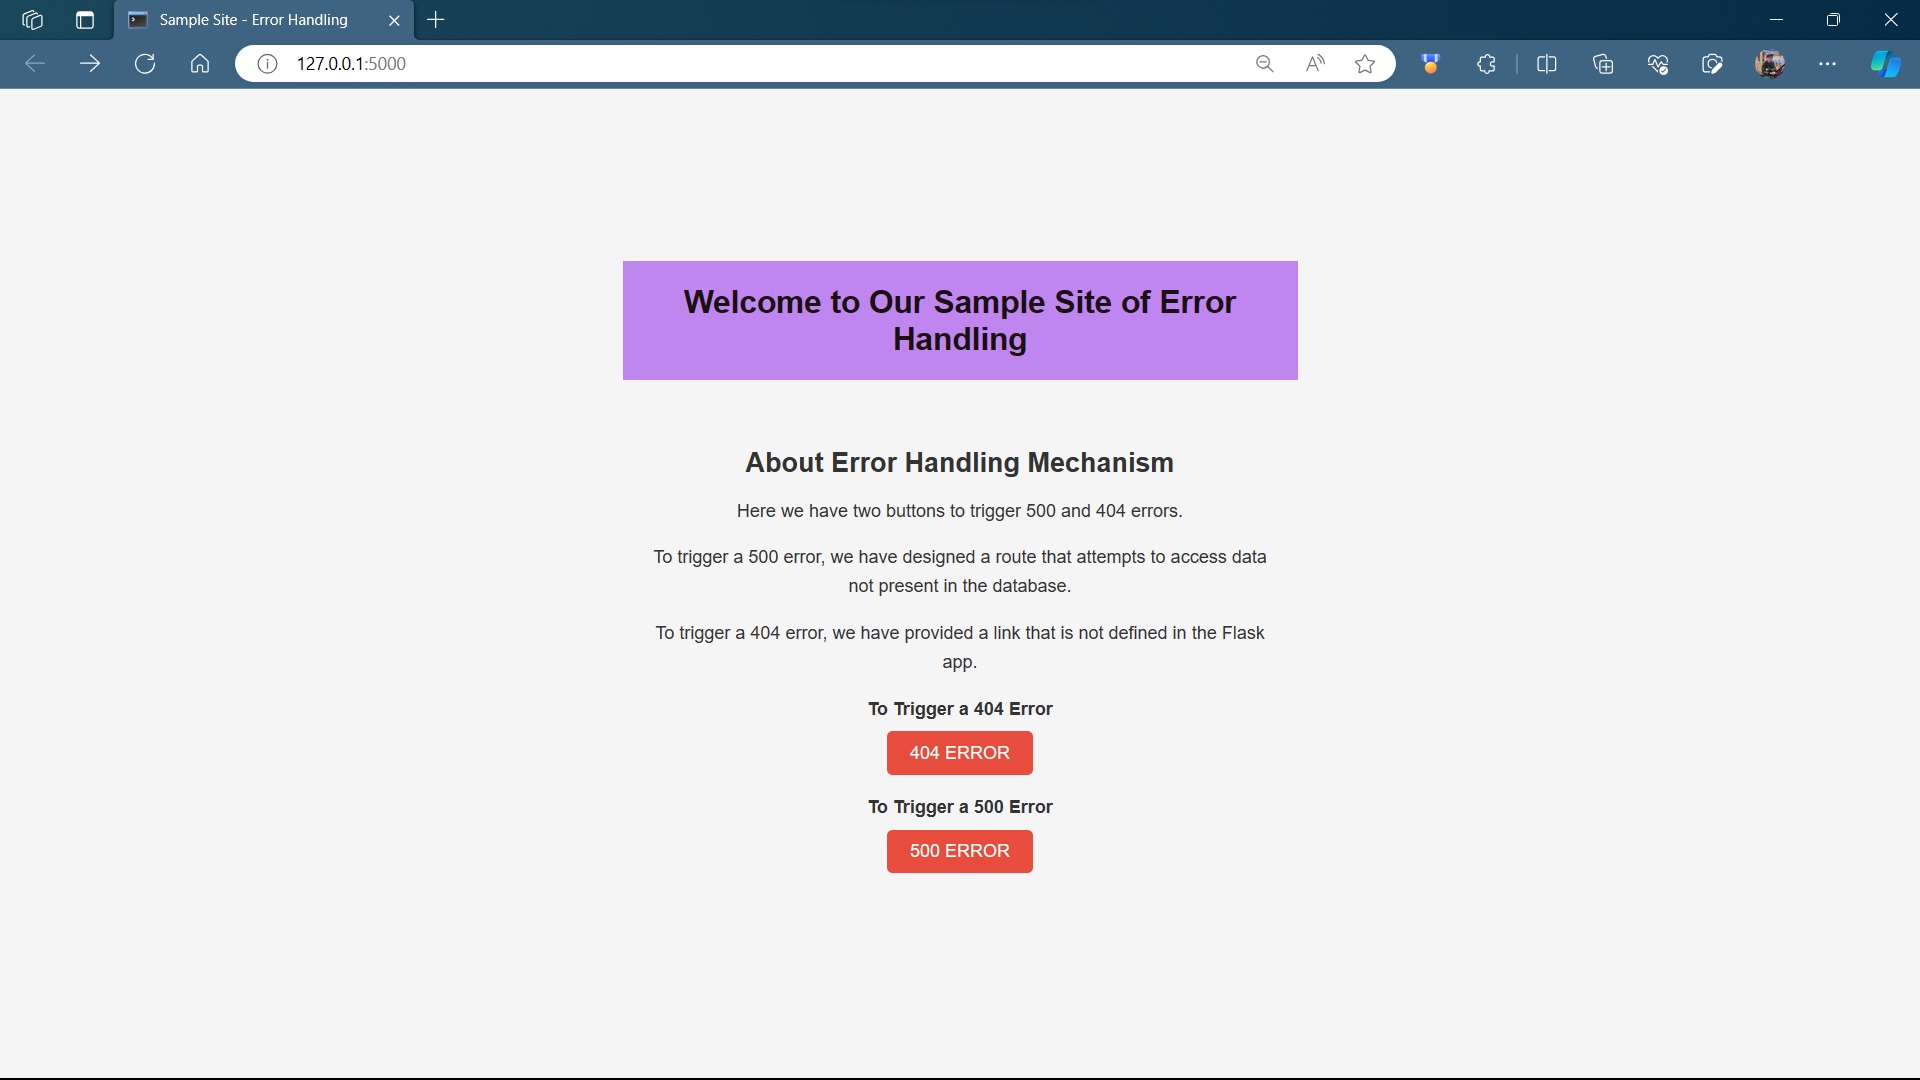 Sample Site - Error Handling
127.0.0.1:5000
Welcome to Our Sample Site of Error
Handling
About Error Handling Mechanism
Here we have two buttons to trigger 500 and 404 errors.
To trigger a 500 error, we have designed a route that attempts to access data
not present in the database.
To trigger a 404 error, we have provided a link that is not defined in the Flask
app.
To Trigger a 404 Error
404 ERROR
To Trigger a 500 Error
500 ERROR